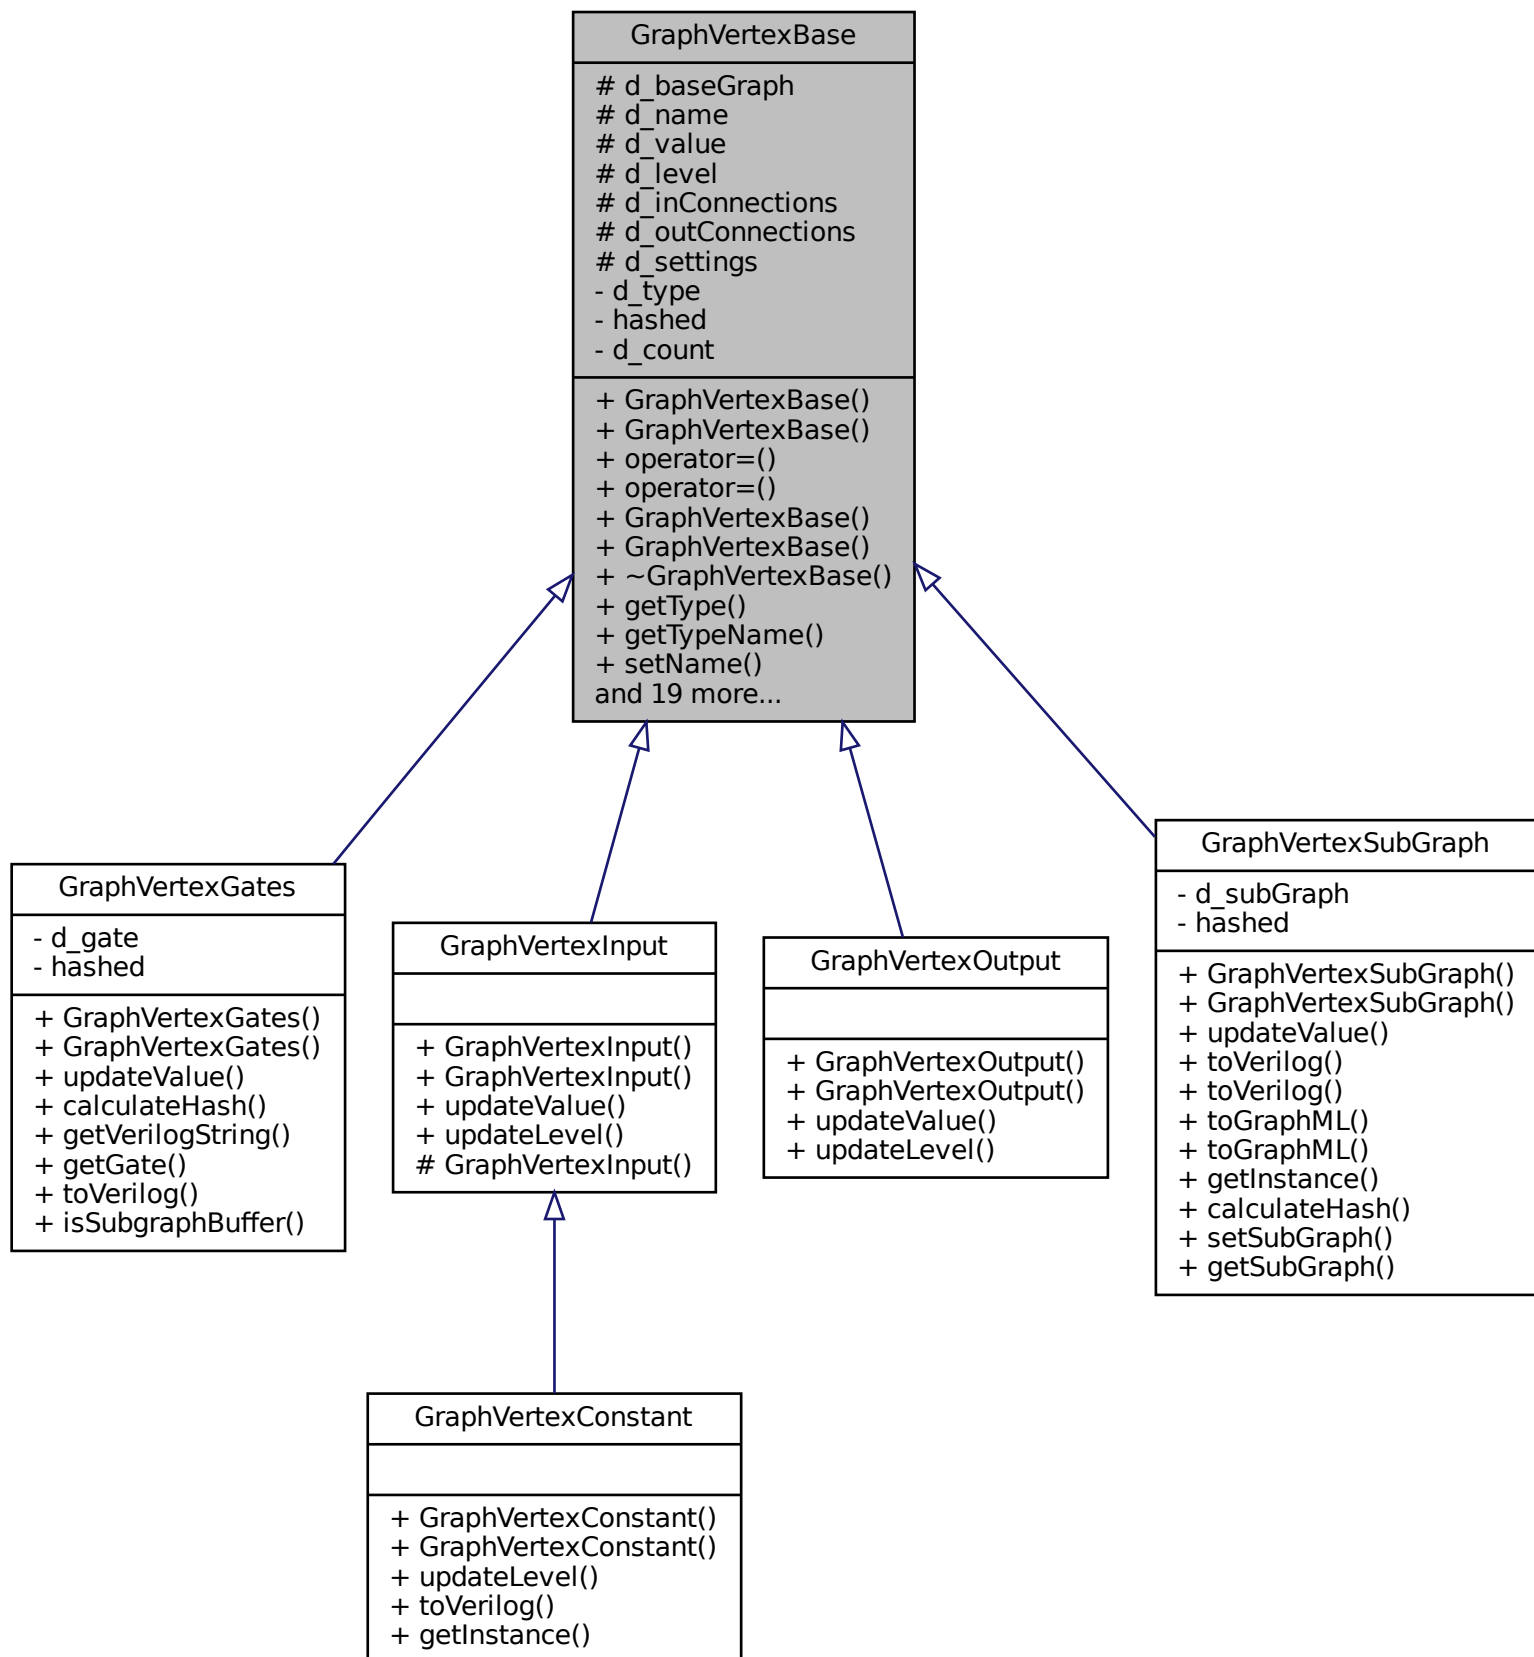 GraphVertexBase
# d_baseGraph
# d_name
# d_value
# d_level
# d_inConnections
# d_outConnections
# d_settings
- d_type
- hashed
- d_count
+ GraphVertexBase()
+ GraphVertexBase()
+ operator=()
+ operator=()
+ GraphVertexBase()
+ GraphVertexBase()
+ ~GraphVertexBase()
+ getType()
+ getTypeName()
+ setName()
and 19 more...
GraphVertexGates
- d_gate
- hashed
+ GraphVertexGates()
+ GraphVertexGates()
+ updateValue()
+ calculateHash()
+ getVerilogString()
+ getGate()
+ toVerilog()
+ isSubgraphBuffer()
GraphVertexInput
+ GraphVertexInput()
+ GraphVertexInput()
+ updateValue()
+ updateLevel()
# GraphVertexInput()
GraphVertexOutput
+ GraphVertexOutput()
+ GraphVertexOutput()
+ updateValue()
+ updateLevel()
GraphVertexSubGraph
- d_subGraph
- hashed
+ GraphVertexSubGraph()
+ GraphVertexSubGraph()
+ updateValue()
+ toVerilog()
+ toVerilog()
+ toGraphML()
+ toGraphML()
+ getInstance()
+ calculateHash()
+ setSubGraph()
+ getSubGraph()
GraphVertexConstant
+ GraphVertexConstant()
+ GraphVertexConstant()
+ updateLevel()
+ toVerilog()
+ getInstance()